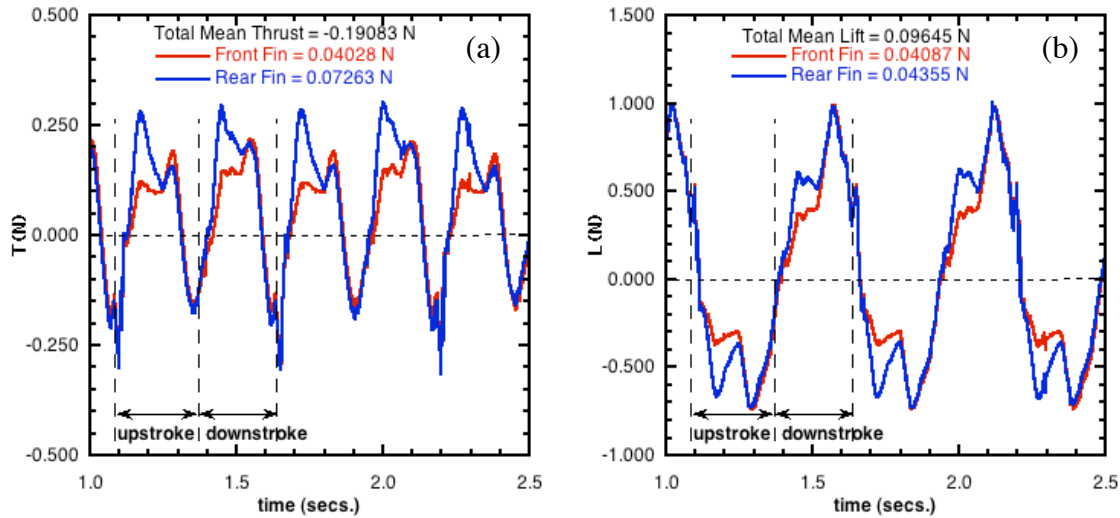 0.500
Total Mean Thrust = -0.19083 N
(a)
Front Fin = 0.04028 N
Rear Fin = 0.07263 N
0.250
T (N)
0.000
-0.250
upstroke
downstroke
-0.500
1.0 1.5 2.0 2.5
time (secs.)
1.500
Total Mean Lift = 0.09645 N
(b)
Front Fin = 0.04087 N
Rear Fin = 0.04355 N
1.000
0.500
L (N)
0.000
-0.500
upstroke
downstroke
-1.000
1.0 1.5 2.0 2.5
time (secs.)